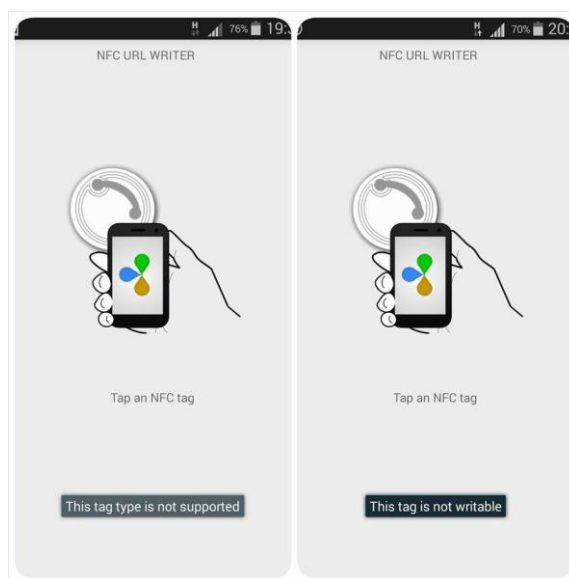 H 76% 19:5
NFC URL WRITER
Tap an NFC tag
This tag type is not supported
H 70% 20:
NFC URL WRITER
Tap an NFC tag
This tag is not writable